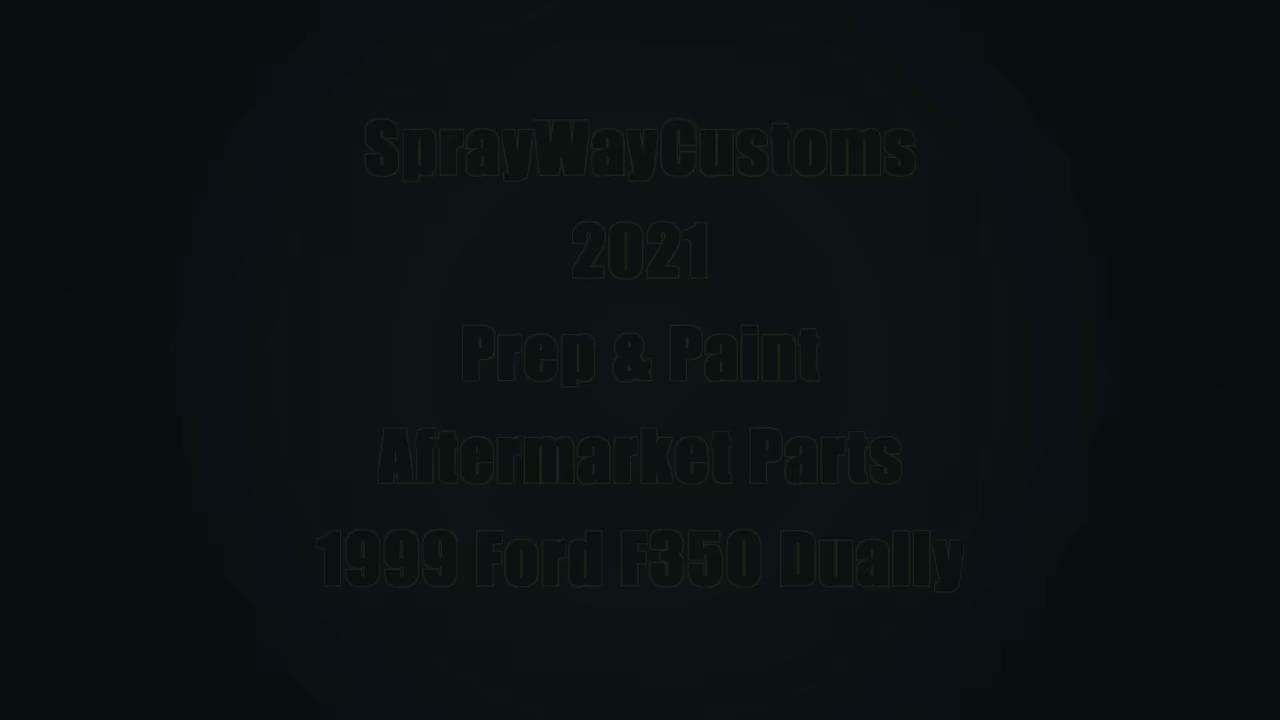 SprayWayCustoms
2021
Prep & Paint
Aftermarket Parts
1999 Ford F350 Dually